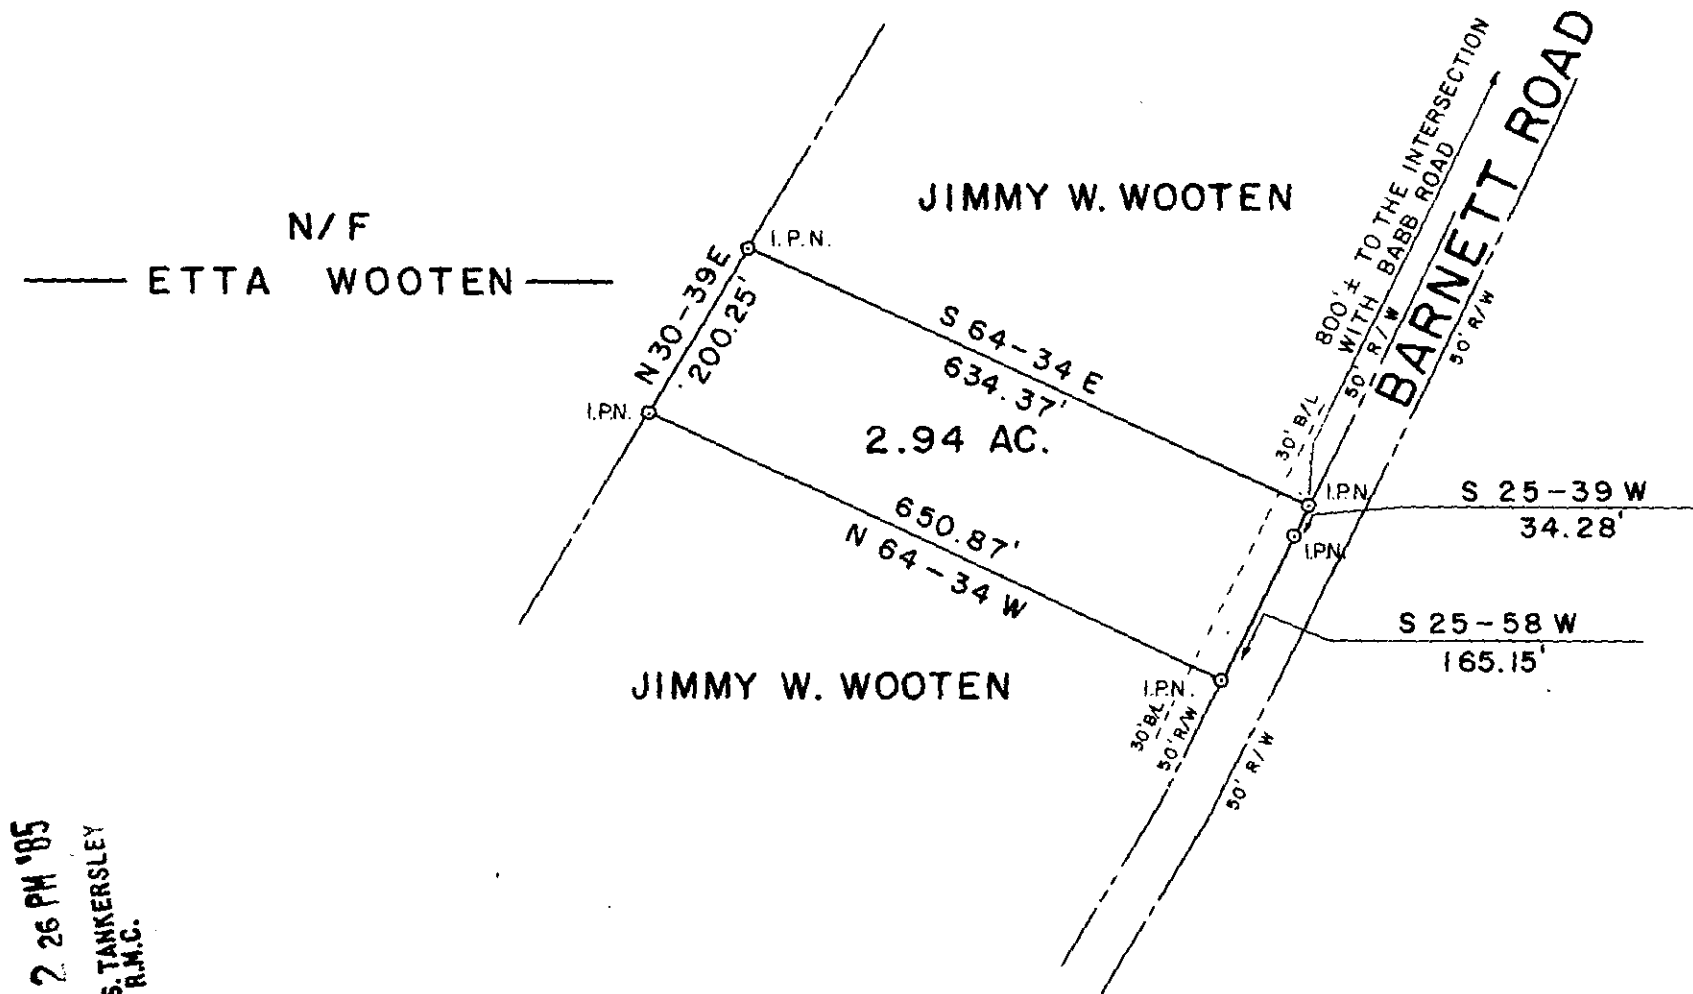 N/F
ETTA WOOTEN
JIMMY W. WOOTEN
800' ± TO THE INTERSECTION
WITH BABB ROAD
BARNETT ROAD
50' R/W
50' R/W
30' B/L
I.P.N.
N 30-39E
200.25'
I.P.N.
S 64-34 E
634.37'
2.94 AC.
650.87'
N 64-34 W
I.P.N.
S 25-39 W
34.28'
I.P.N.
S 25-58 W
165.15'
JIMMY W. WOOTEN
I.P.N.
30' B/L
50' R/W
50' R/W
2 26 PM '85
S. TANKERSLEY
R.M.C.